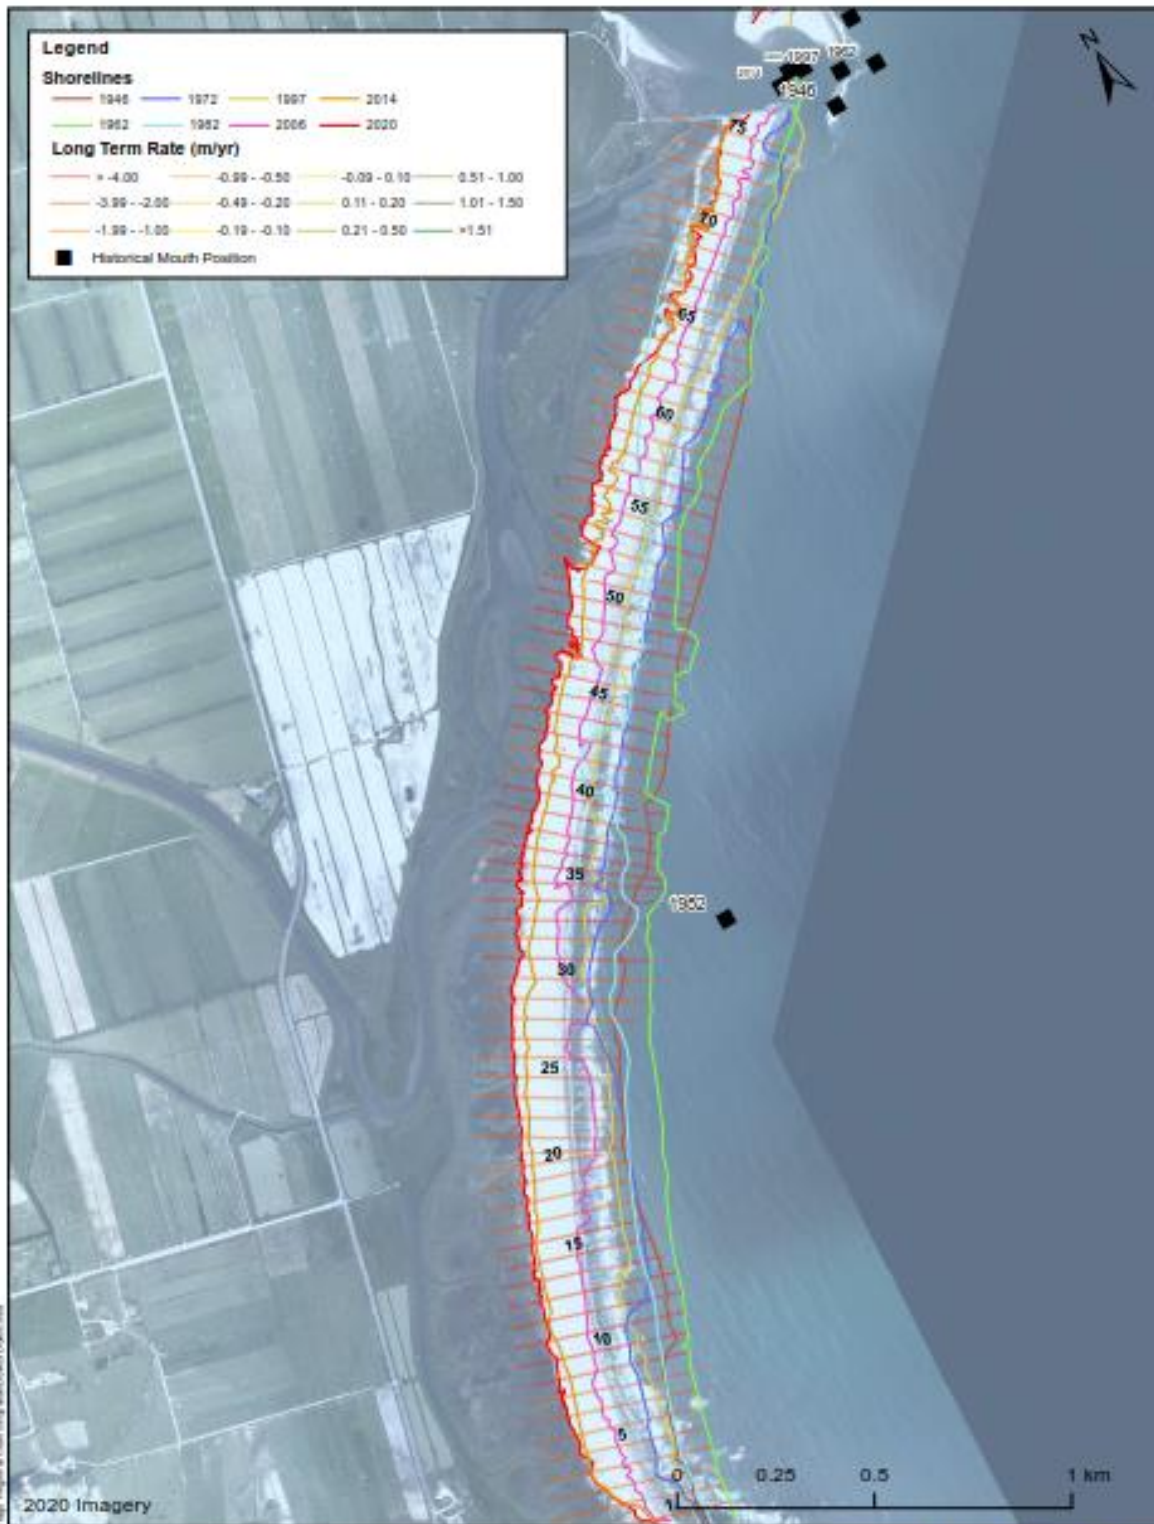 Legend
Shorelines
1946 1972 1997 2014
1962 1982 2006 2020
Long Term Rate (m/yr)
> -4.00 -0.99 - -0.50 -0.09 - 0.10 0.51 - 1.00
-3.99 - -2.00 -0.49 - -0.20 0.11 - 0.20 1.01 - 1.50
-1.99 - -1.00 -0.19 - -0.10 0.21 - 0.50 >1.51
Historical Mouth Position
N
1997 1962
1946
75
70
65
60
55
50
45
40
35
1982
30
25
20
15
10
5
1
0 0.25 0.5 1 km
2020 Imagery